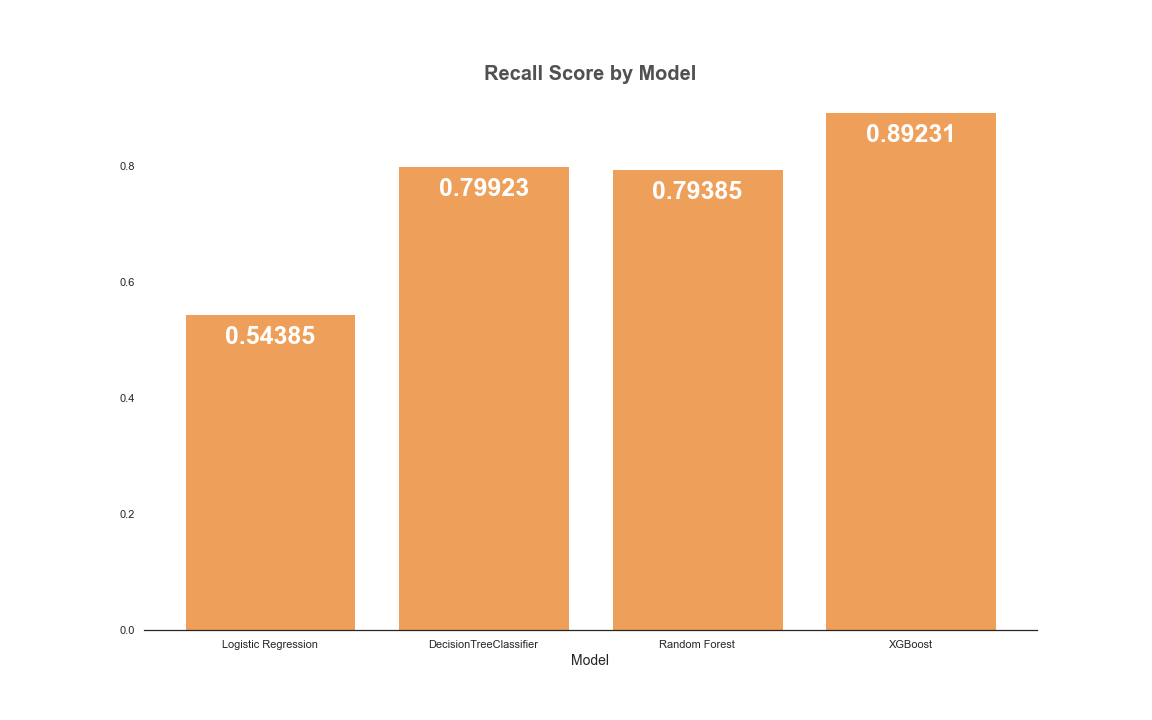 Recall Score by Model
0.89231
0.8
0.79923
0.79385
0.6
0.54385
0.4
0.2
0.0
Logistic Regression
DecisionTreeClassifier
Random Forest
XGBoost
Model